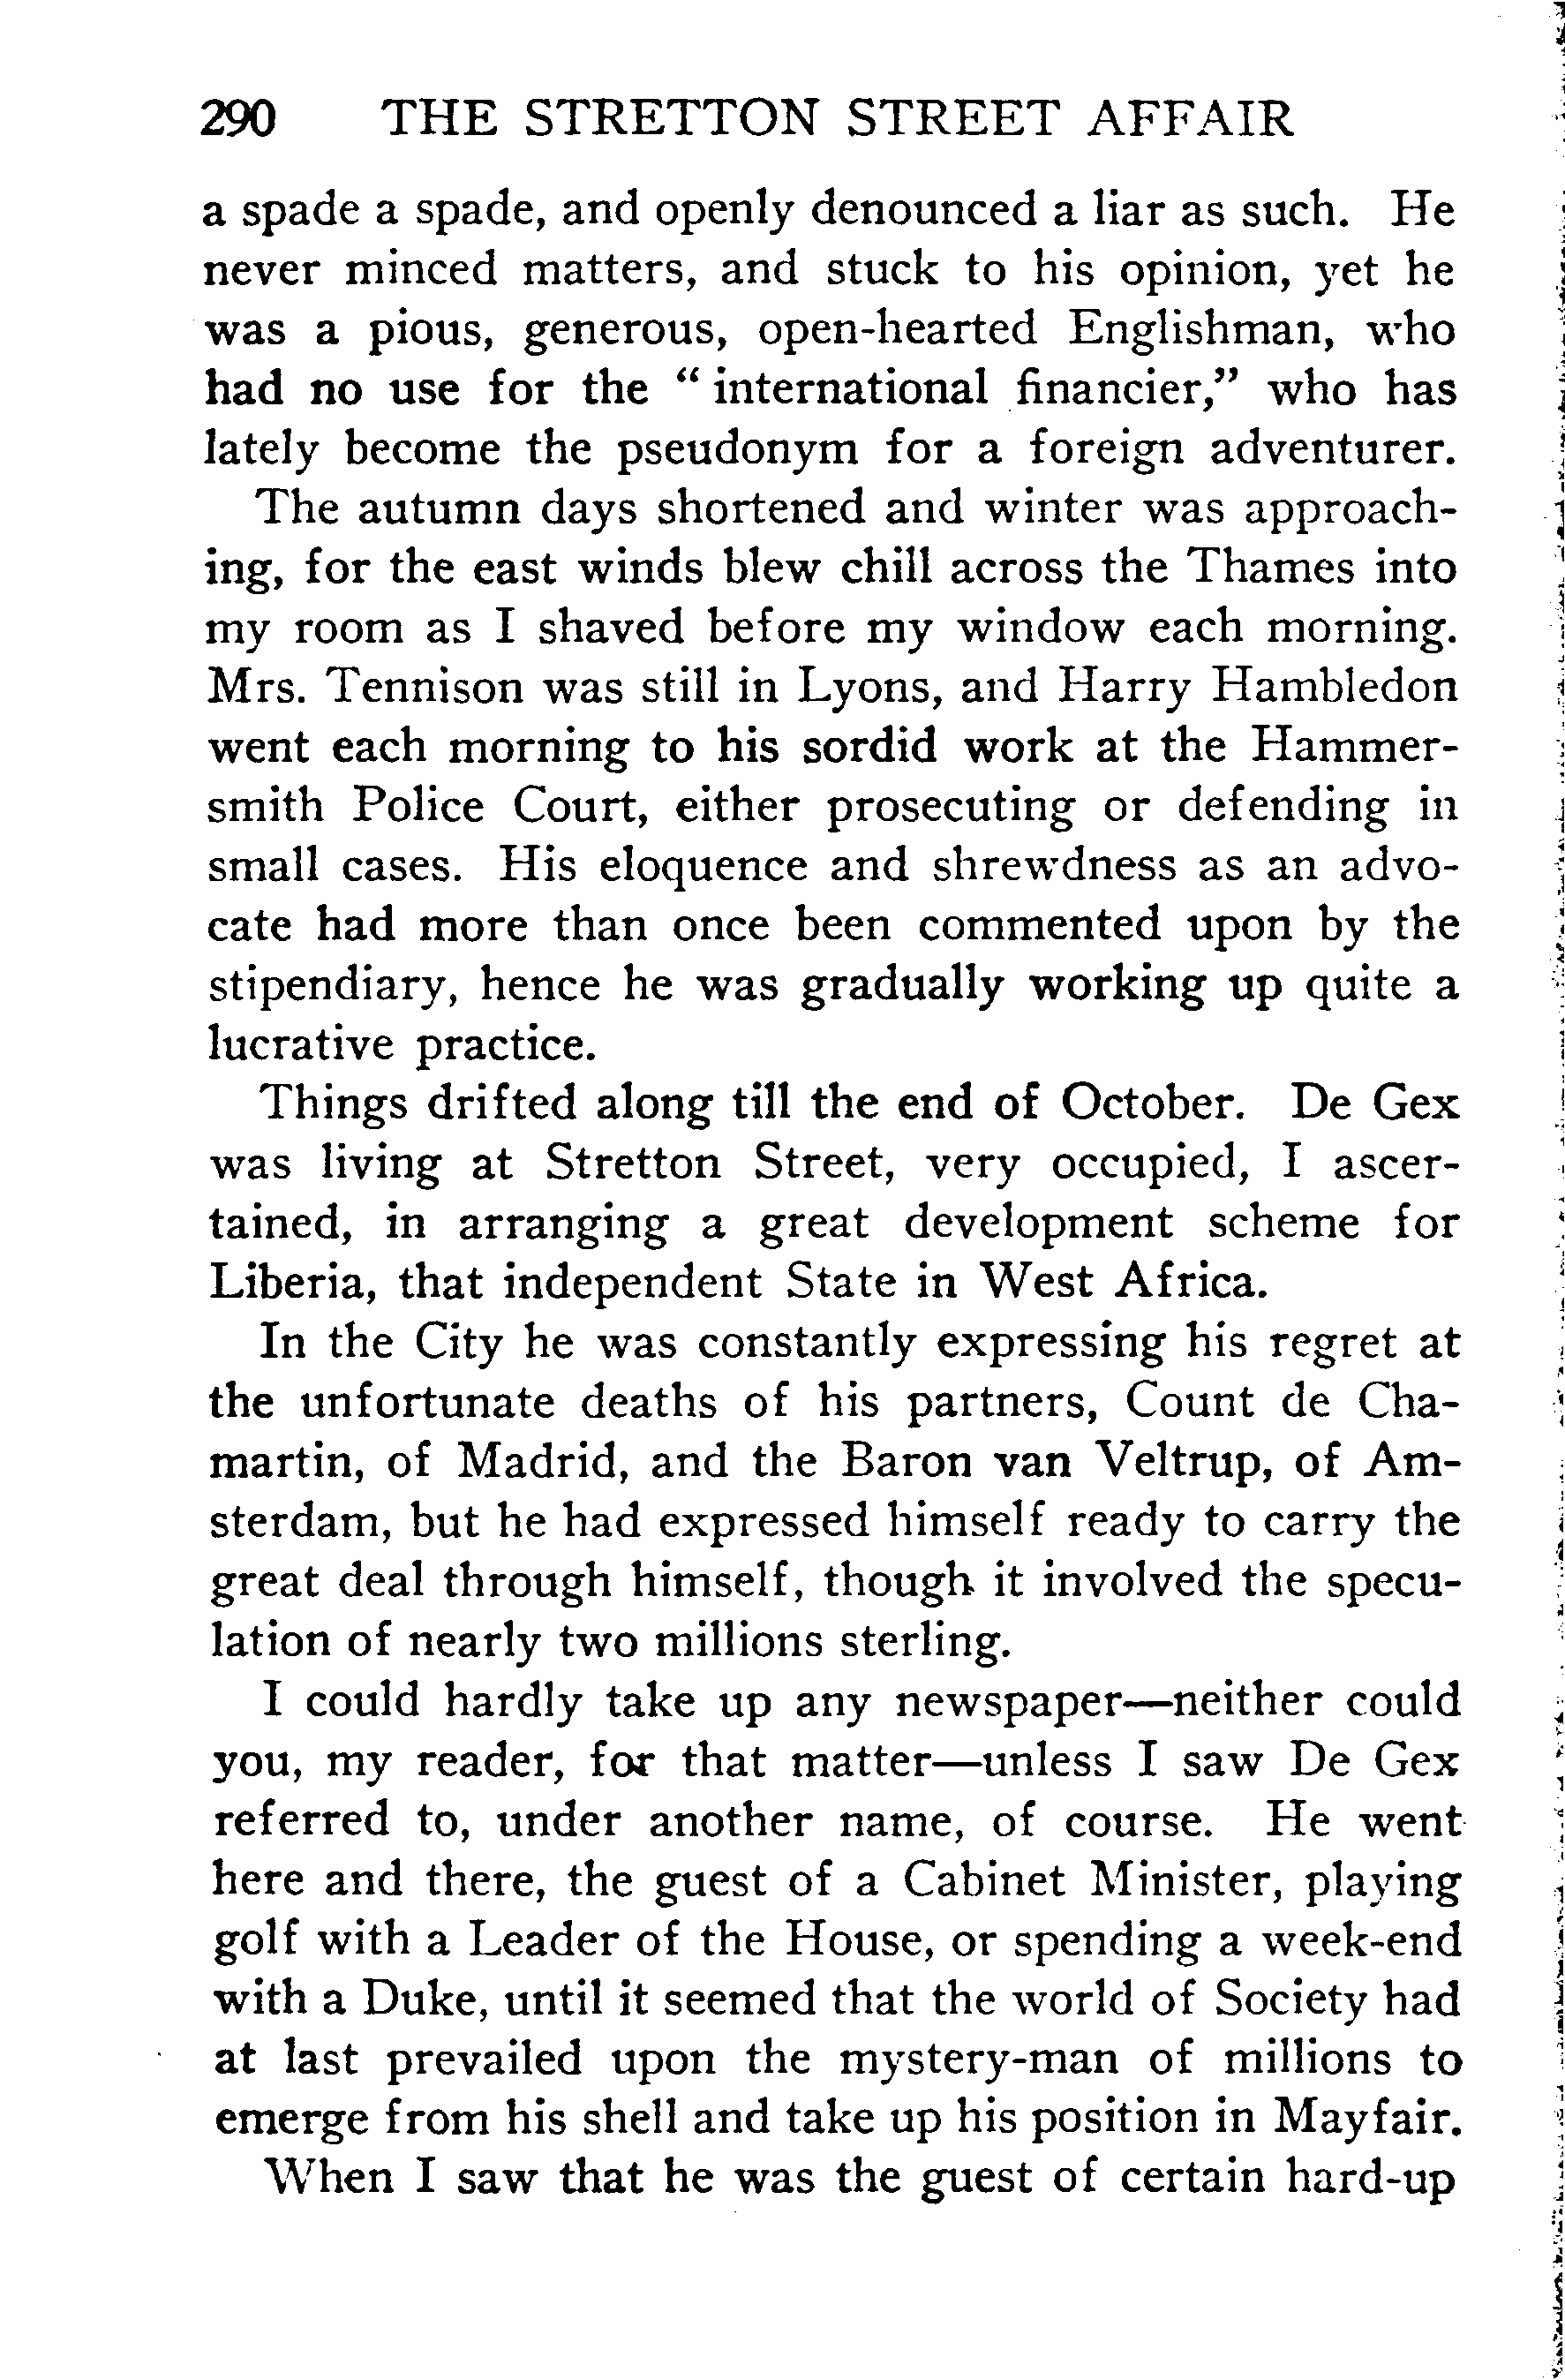 290 THE STRETTON STREET AFFAIR
a spade a spade, and openly denounced a liar as such. He
never minced matters, and stuck to his opinion, yet he
was a pious, generous, open-hearted Englishman, who
had no use for the “ international financier,” who has
lately become the pseudonym for a foreign adventurer.
The autumn days shortened and winter was approach-
ing, for the east winds blew chill across the Thames into
my room as I shaved before my window each morning.
Mrs. Tennison was still in Lyons, and Harry Hambledon
went each morning to his sordid work at the Hammer-
smith Police Court, either prosecuting or defending in
small cases. His eloquence and shrewdness as an advo-
cate had more than once been commented upon by the
stipendiary, hence he was gradually working up quite a
lucrative practice.
Things drifted along till the end of October. De Gex
was living at Stretton Street, very occupied, I ascer-
tained, in arranging a great development scheme for
Liberia, that independent State in West Africa.
In the City he was constantly expressing his regret at
the unfortunate deaths of his partners, Count de Cha-
martin, of Madrid, and the Baron van Veltrup, of Am-
sterdam, but he had expressed himself ready to carry the
great deal through himself, though it involved the specu-
lation of nearly two millions sterling.
I could hardly take up any newspaper—neither could
you, my reader, for that matter—unless I saw De Gex
referred to, under another name, of course. He went
here and there, the guest of a Cabinet Minister, playing
golf with a Leader of the House, or spending a week-end
with a Duke, until it seemed that the world of Society had
at last prevailed upon the mystery-man of millions to
emerge from his shell and take up his position in Mayfair.
When I saw that he was the guest of certain hard-up